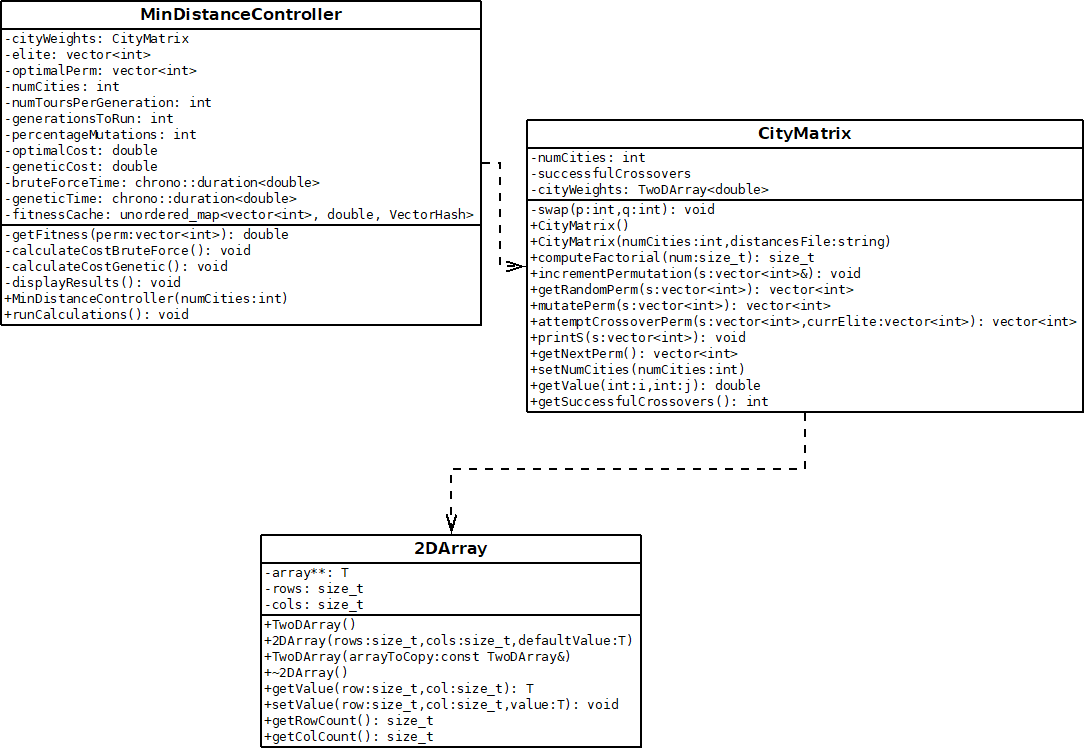 MinDistanceController
-cityWeights: CityMatrix
-elite: vector<int>
-optimalPerm: vector<int>
-numCities: int
-numToursPerGeneration: int
-generationsToRun: int
-percentageMutations: int
-optimalCost: double
-geneticCost: double
-bruteForceTime: chrono::duration<double>
-geneticTime: chrono::duration<double>
-fitnessCache: unordered_map<vector<int>, double, VectorHash>
-getFitness(perm:vector<int>): double
-calculateCostBruteForce(): void
-calculateCostGenetic(): void
-displayResults(): void
+MinDistanceController(numCities:int)
+runCalculations(): void
CityMatrix
-numCities: int
-successfulCrossovers
-cityWeights: TwoDArray<double>
-swap(p:int,q:int): void
+CityMatrix()
+CityMatrix(numCities:int,distancesFile:string)
+computeFactorial(num:size_t): size_t
+incrementPermutation(s:vector<int>&): void
+getRandomPerm(s:vector<int>): vector<int>
+mutatePerm(s:vector<int>): vector<int>
+attemptCrossoverPerm(s:vector<int>,currElite:vector<int>): vector<int>
+printS(s:vector<int>): void
+getNextPerm(): vector<int>
+setNumCities(numCities:int)
+getValue(int:i,int:j): double
+getSuccessfulCrossovers(): int
2DArray
-array**: T
-rows: size_t
-cols: size_t
+TwoDArray()
+2DArray(rows:size_t,cols:size_t,defaultValue:T)
+TwoDArray(arrayToCopy:const TwoDArray&)
+~2DArray()
+getValue(row:size_t,col:size_t): T
+setValue(row:size_t,col:size_t,value:T): void
+getRowCount(): size_t
+getColCount(): size_t